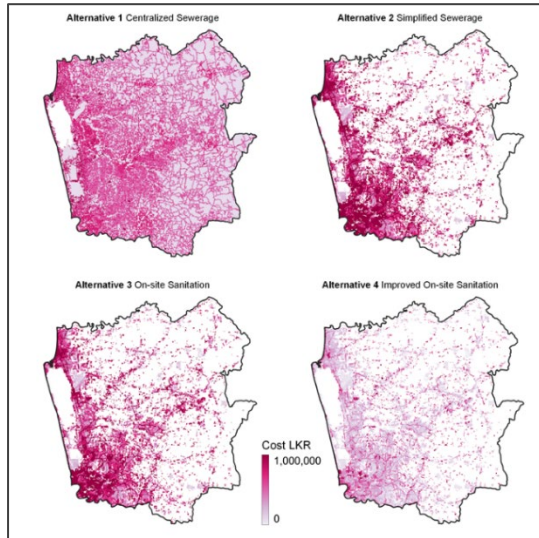 Alternative 1 Centralized Sewerage
Alternative 2 Simplified Sewerage
Alternative 3 On-site Sanitation
Alternative 4 Improved On-site Sanitation
Cost LKR
1,000,000
0